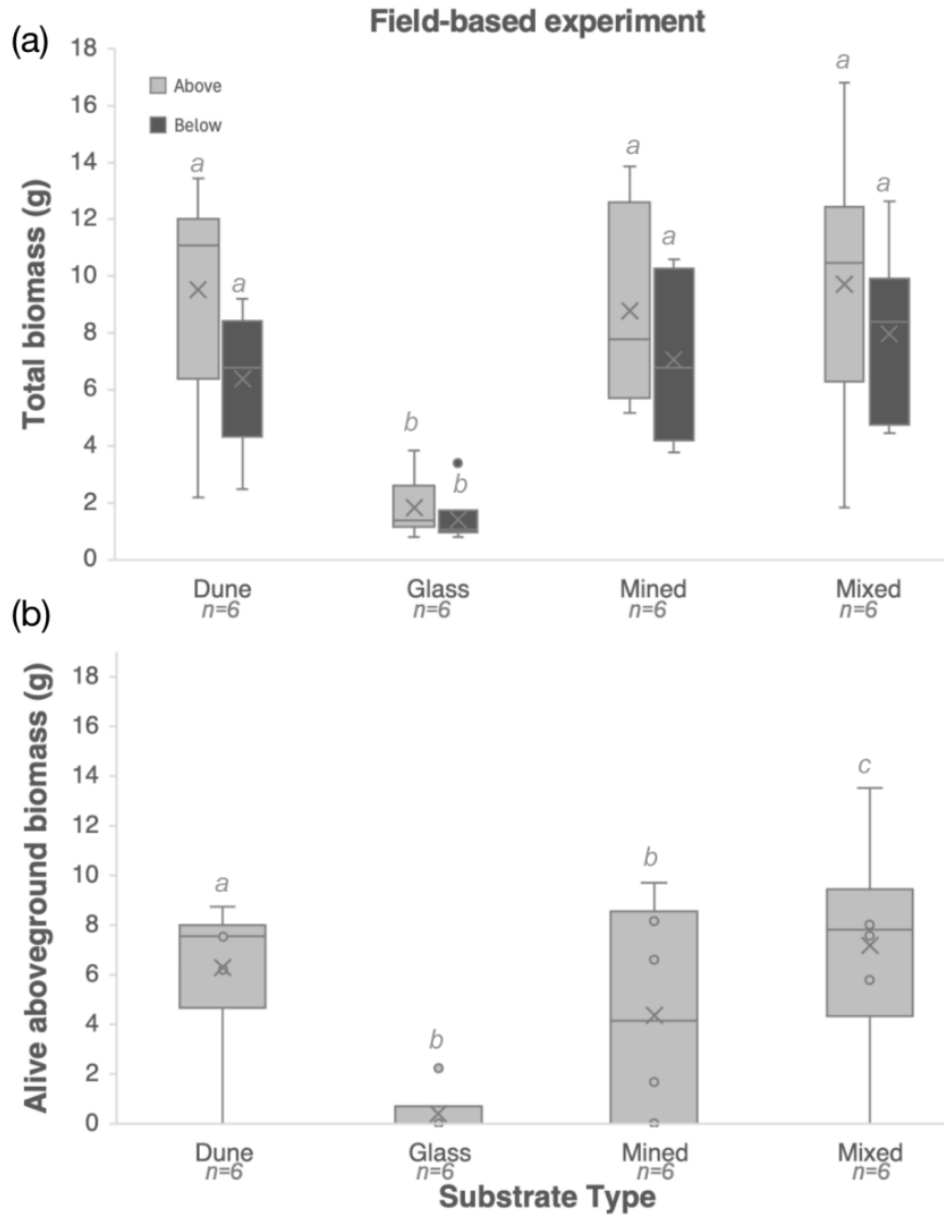 Field-based experiment
(a)
18
16
14
12
10
8
6
4
2
0
Total biomass (g)
Above
Below
a
a
b
b
a
a
a
a
Dune
n=6
Glass
n=6
Mined
n=6
Mixed
n=6
(b)
18
16
14
12
10
8
6
4
2
0
Alive aboveground biomass (g)
a
b
b
c
Dune
n=6
Glass
n=6
Mined
n=6
Mixed
n=6
Substrate Type